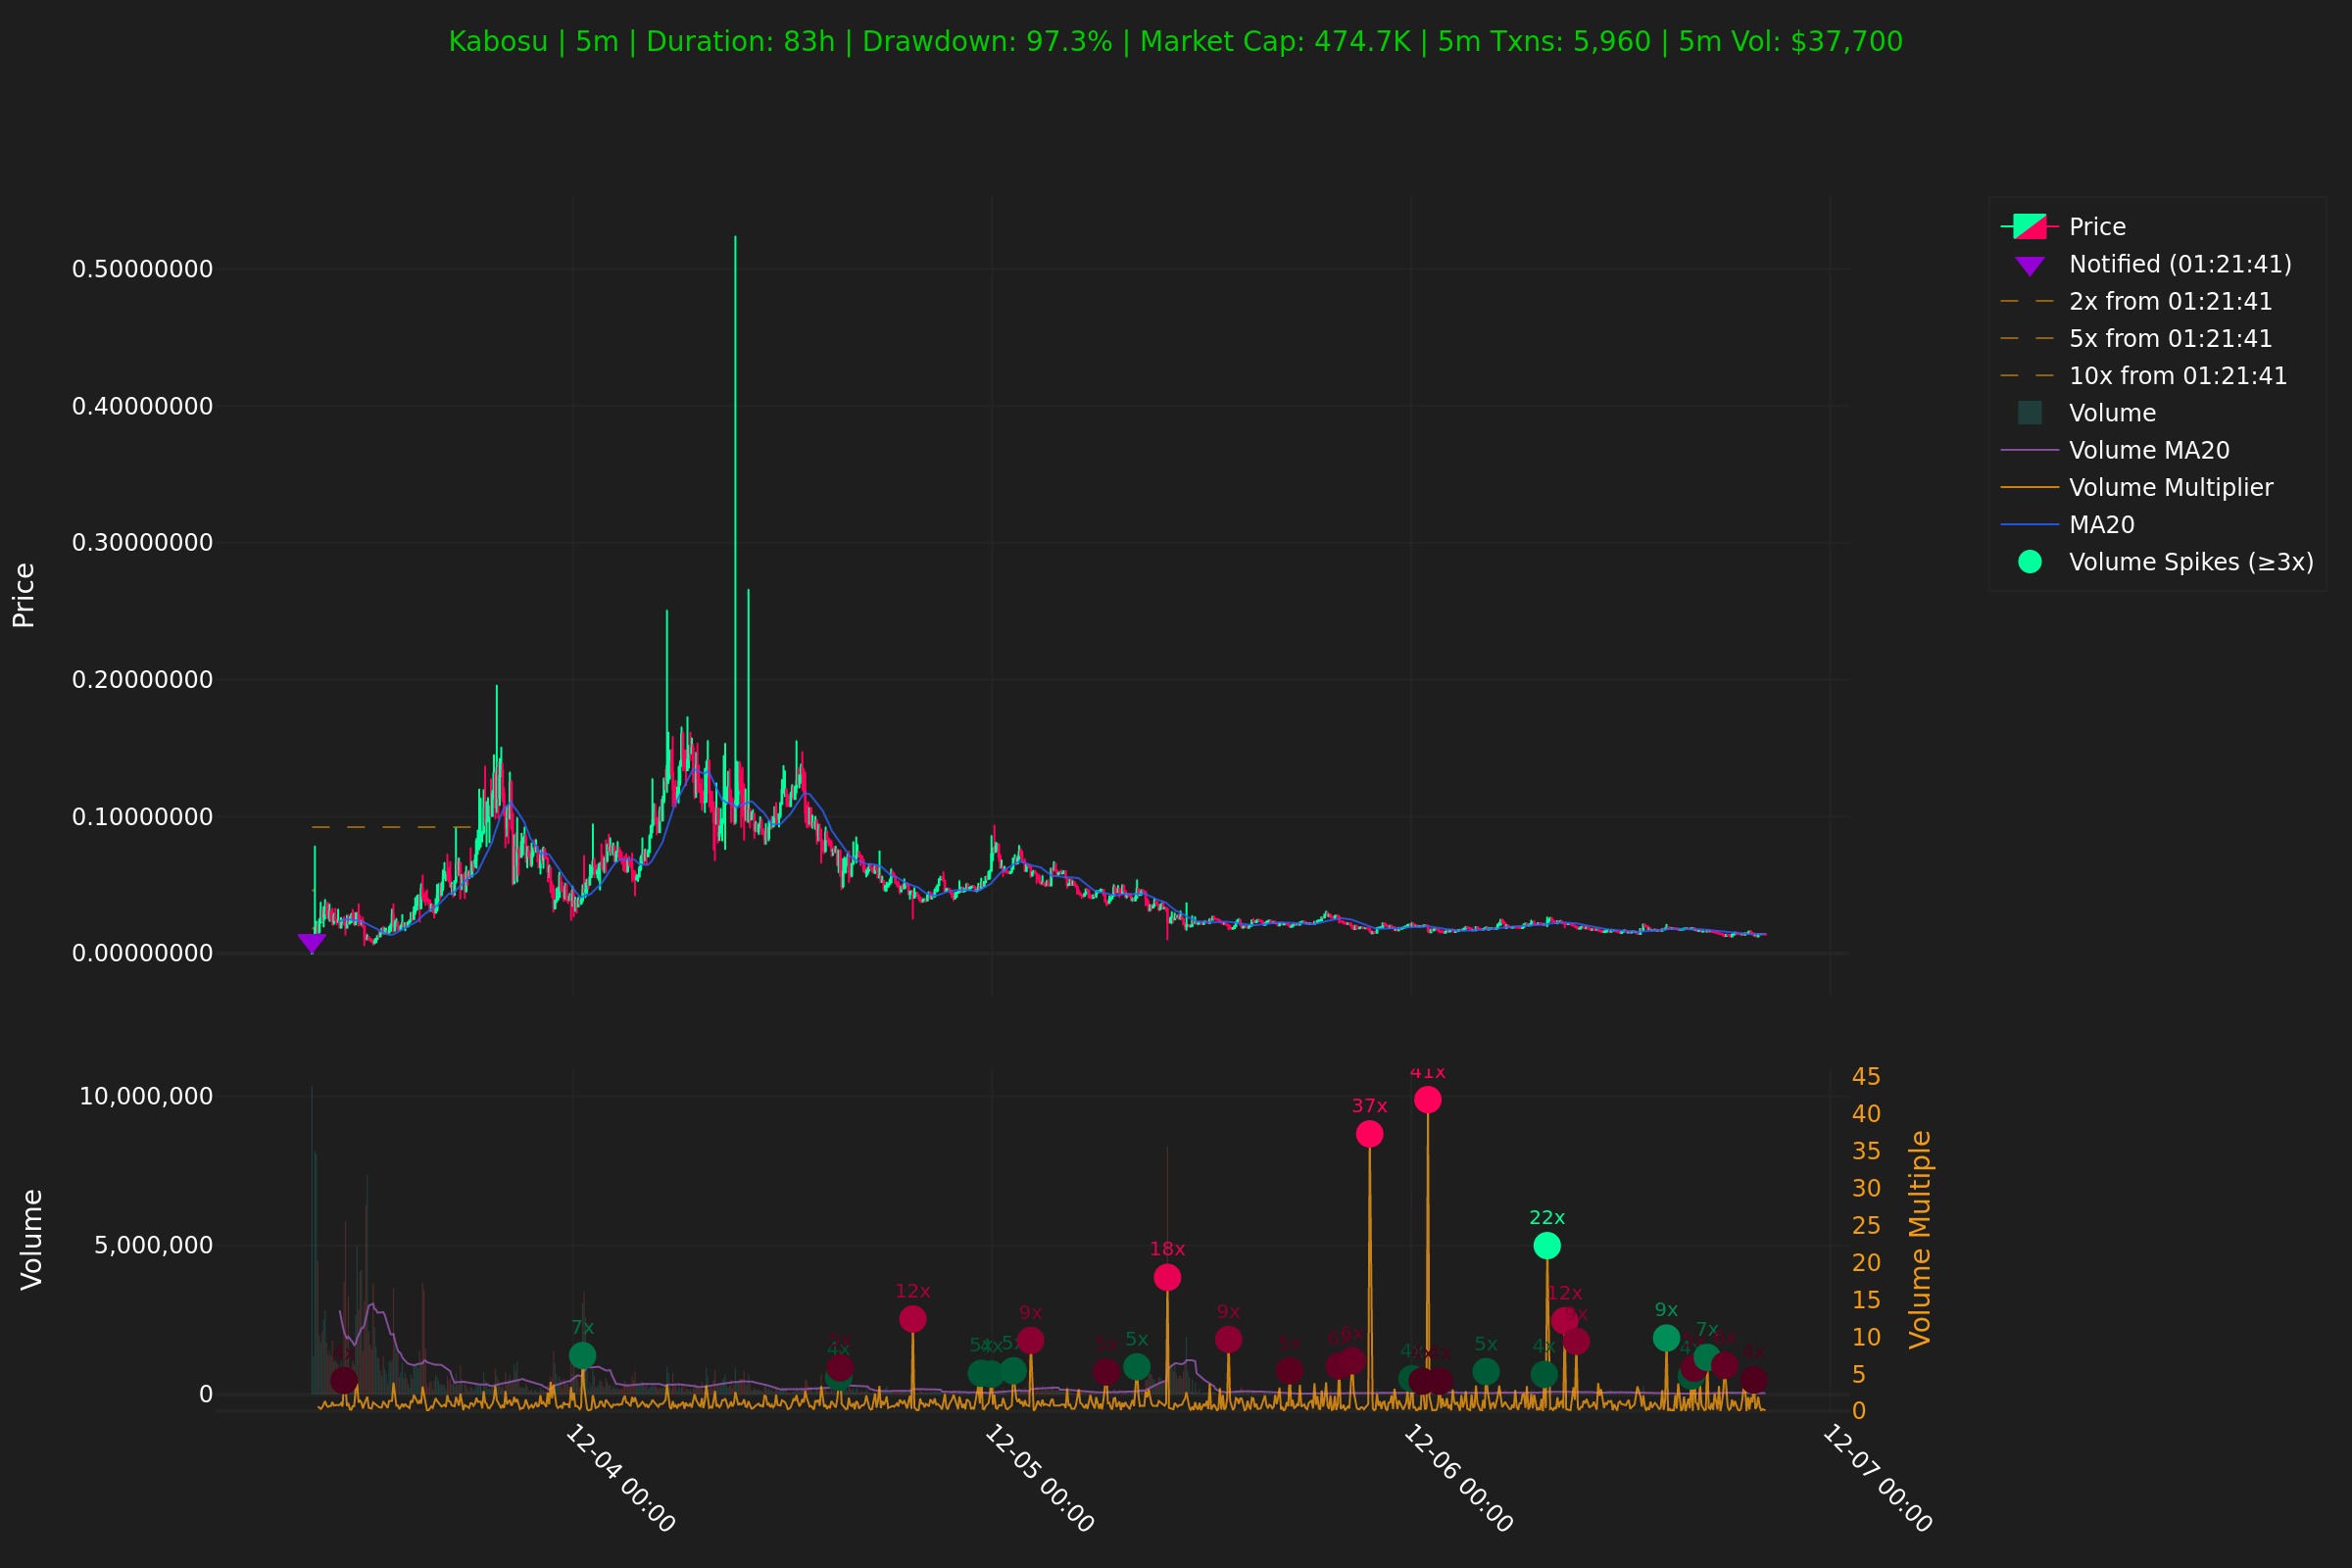 Kabosu | 5m | Duration: 83h | Drawdown: 97.3% | Market Cap: 474.7K | 5m Txns: 5,960 | 5m Vol: $37,700
Price
0.50000000
0.40000000
0.30000000
0.20000000
0.10000000
0.00000000
Price
Notified (01:21:41)
2x from 01:21:41
5x from 01:21:41
10x from 01:21:41
Volume
Volume MA20
Volume Multiplier
MA20
Volume Spikes (≥3x)
Volume
10,000,000
5,000,000
0
7x
4x
12x
5x
9x
5x
18x
9x
37x
41x
5x
22x
4x
12x
9x
7x
45
40
35
30
25
20
15
10
5
0
Volume Multiple
12-04 00:00
12-05 00:00
12-06 00:00
12-07 00:00